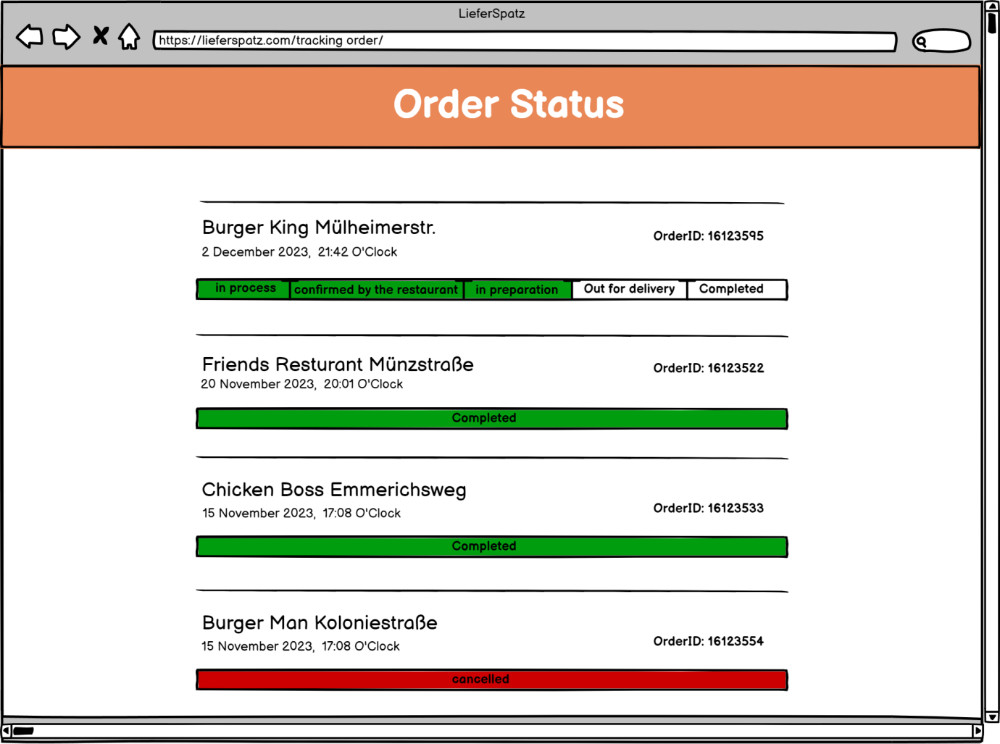 LieferSpatz
https://lieferspatz.com/tracking order/
Order Status
Burger King Mülheimerstr.
OrderID: 16123595
2 December 2023, 21:42 O'Clock
in process confirmed by the restaurant in preparation Out for delivery Completed
Friends Resturant Münzstraße
OrderID: 16123522
20 November 2023, 20:01 O'Clock
Completed
Chicken Boss Emmerichsweg
OrderID: 16123533
15 November 2023, 17:08 O'Clock
Completed
Burger Man Koloniestraße
OrderID: 16123554
15 November 2023, 17:08 O'Clock
cancelled